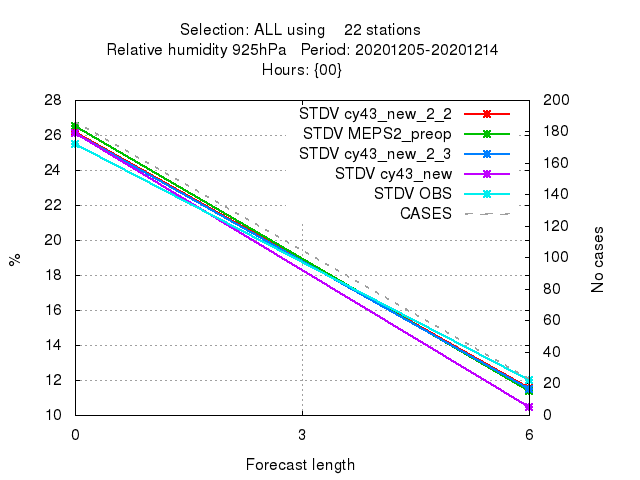 Selection: ALL using 22 stations
Relative humidity 925hPa Period: 20201205-20201214
Hours: {00}
28 200
STDV cy43_new_2_2
26 180
STDV MEPS2_preop
STDV cy43_new_2_3
24 160
STDV cy43_new
22 140
STDV OBS
CASES
120
20
100
18
80
16
60
14
40
12
20
10 0
0 3 6
%
No cases
Forecast length